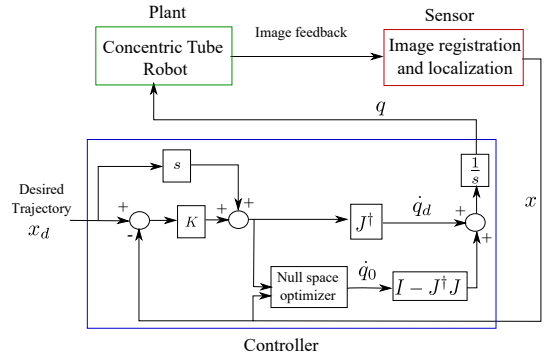 Plant
Sensor
Concentric Tube
Robot
Image feedback
Image registration
and localization
q
s
1
s
Desired
Trajectory
x_d
+
-
K
+
+
J†
q̇_d
+
+
x
Null space
optimizer
q̇_0
I − J†J
Controller